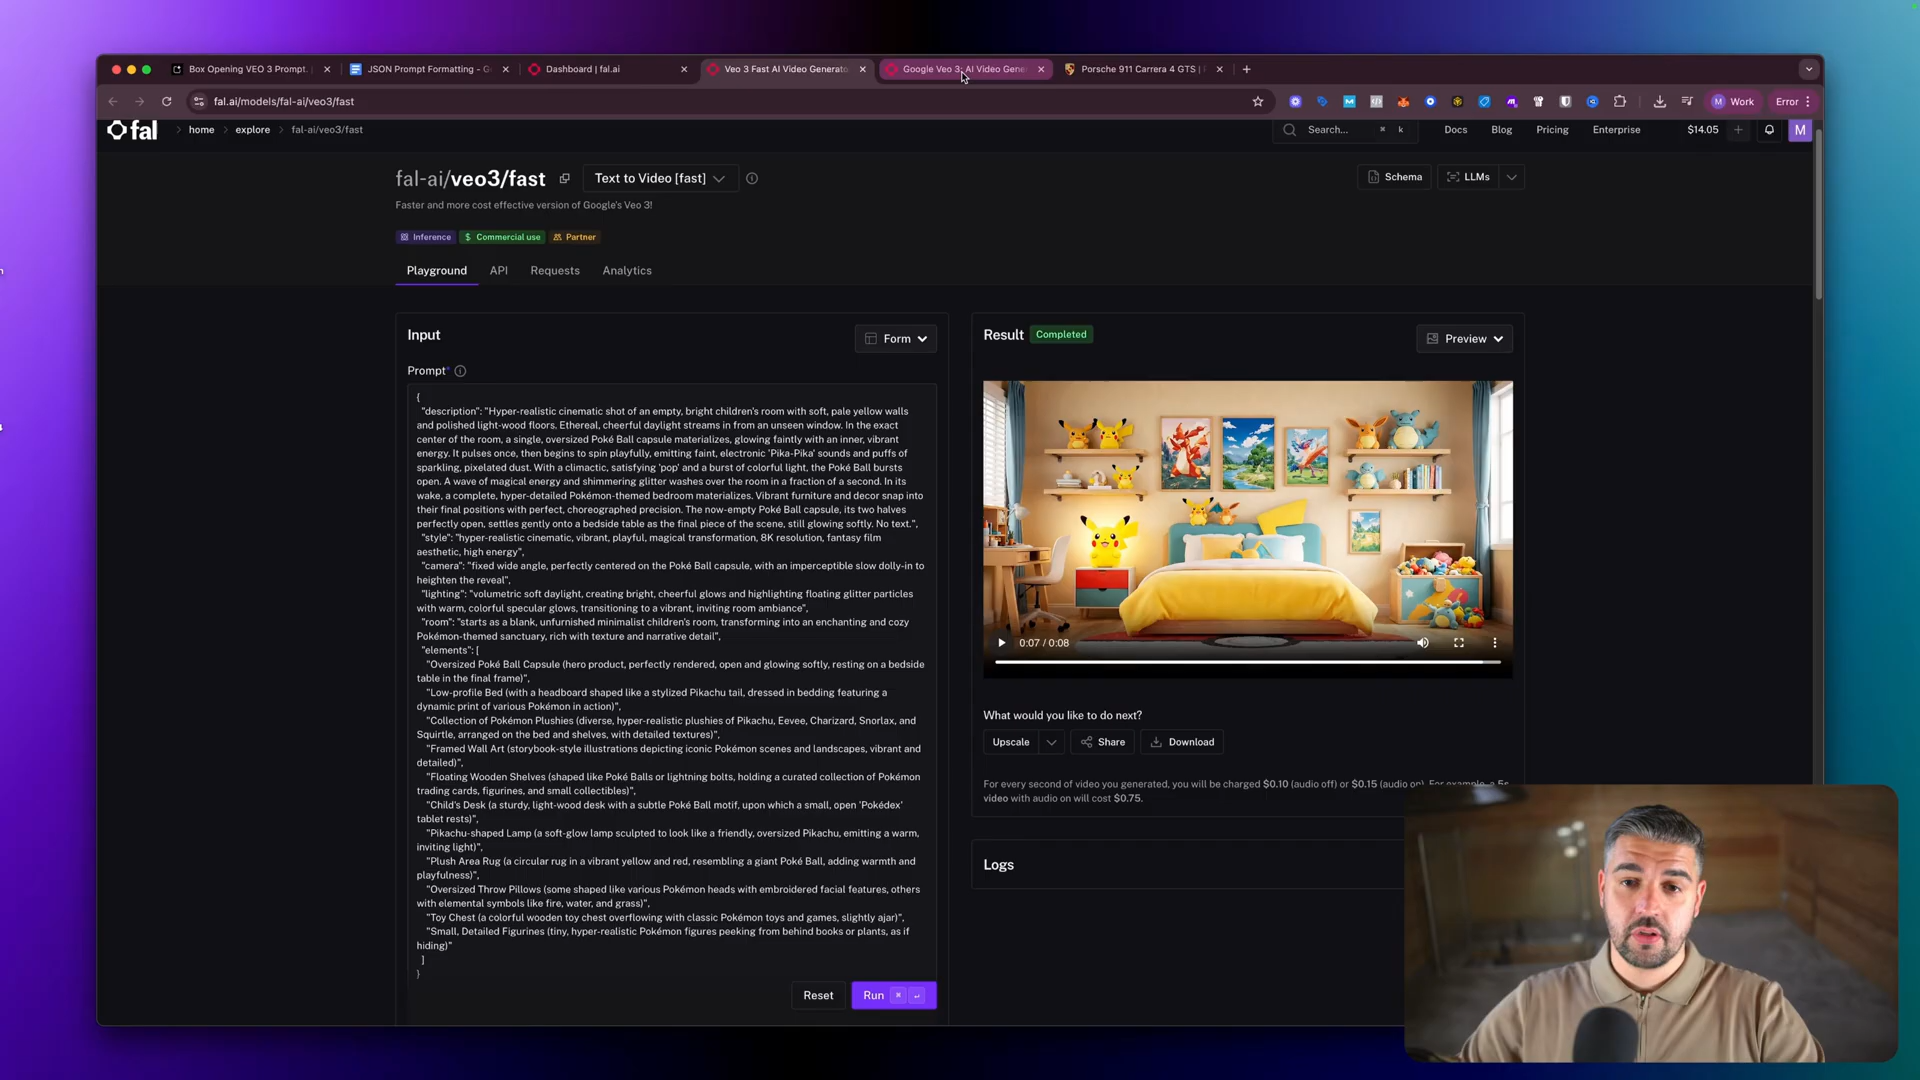 Box Opening VEO 3 Prompt.
JSON Prompt Formatting - G
Dashboard | fal.ai
Veo 3 Fast AI Video Generato
Google Veo 3: AI Video Gene
Porsche 911 Carrera 4 GTS |
fal.ai/models/fal-ai/veo3/fast
M Work
Error
fal
home
explore
fal-ai/veo3/fast
Search...
⌘ k
Docs
Blog
Pricing
Enterprise
$14.05
M
fal-ai/veo3/fast
Text to Video [fast]
Schema
LLMs
Faster and more cost effective version of Google's Veo 3!
Inference
$ Commercial use
Partner
Playground
API
Requests
Analytics
Input
Form
Prompt*
{
"description": "Hyper-realistic cinematic shot of an empty, bright children's room with soft, pale yellow walls
and polished light-wood floors. Ethereal, cheerful daylight streams in from an unseen window. In the exact
center of the room, a single, oversized Poké Ball capsule materializes, glowing faintly with an inner, vibrant
energy. It pulses once, then begins to spin playfully, emitting faint, electronic 'Pika-Pika' sounds and puffs of
sparkling, pixelated dust. With a climactic, satisfying 'pop' and a burst of colorful light, the Poké Ball bursts
open. A wave of magical energy and shimmering glitter washes over the room in a fraction of a second. In its
wake, a complete, hyper-detailed Pokémon-themed bedroom materializes. Vibrant furniture and decor snap into
their final positions with perfect, choreographed precision. The now-empty Poké Ball capsule, its two halves
perfectly open, settles gently onto a bedside table as the final piece of the scene, still glowing softly. No text.",
"style": "hyper-realistic cinematic, vibrant, playful, magical transformation, 8K resolution, fantasy film
aesthetic, high energy",
"camera": "fixed wide angle, perfectly centered on the Poké Ball capsule, with an imperceptible slow dolly-in to
heighten the reveal",
"lighting": "volumetric soft daylight, creating bright, cheerful glows and highlighting floating glitter particles
with warm, colorful specular glows, transitioning to a vibrant, inviting room ambiance",
"room": "starts as a blank, unfurnished minimalist children's room, transforming into an enchanting and cozy
Pokémon-themed sanctuary, rich with texture and narrative detail",
"elements": [
"Oversized Poké Ball Capsule (hero product, perfectly rendered, open and glowing softly, resting on a bedside
table in the final frame)",
"Low-profile Bed (with a headboard shaped like a stylized Pikachu tail, dressed in bedding featuring a
dynamic print of various Pokémon in action)",
"Collection of Pokémon Plushies (diverse, hyper-realistic plushies of Pikachu, Eevee, Charizard, Snorlax, and
Squirtle, arranged on the bed and shelves, with detailed textures)",
"Framed Wall Art (storybook-style illustrations depicting iconic Pokémon scenes and landscapes, vibrant and
detailed)",
"Floating Wooden Shelves (shaped like Poké Balls or lightning bolts, holding a curated collection of Pokémon
trading cards, figurines, and small collectibles)",
"Child's Desk (a sturdy, light-wood desk with a subtle Poké Ball motif, upon which a small, open 'Pokédex'
tablet rests)",
"Pikachu-shaped Lamp (a soft-glow lamp sculpted to look like a friendly, oversized Pikachu, emitting a warm,
inviting light)",
"Plush Area Rug (a circular rug in a vibrant yellow and red, resembling a giant Poké Ball, adding warmth and
playfulness)",
"Oversized Throw Pillows (some shaped like various Pokémon heads with embroidered facial features, others
with elemental symbols like fire, water, and grass)",
"Toy Chest (a colorful wooden toy chest overflowing with classic Pokémon toys and games, slightly ajar)",
"Small, Detailed Figurines (tiny, hyper-realistic Pokémon figures peeking from behind books or plants, as if
hiding)"
]
}
Reset
Run
Result
Completed
Preview
0:07 / 0:08
What would you like to do next?
Upscale
Share
Download
For every second of video you generated, you will be charged $0.10 (audio off) or $0.15 (audio on). For example, a 5s
video with audio on will cost $0.75.
Logs